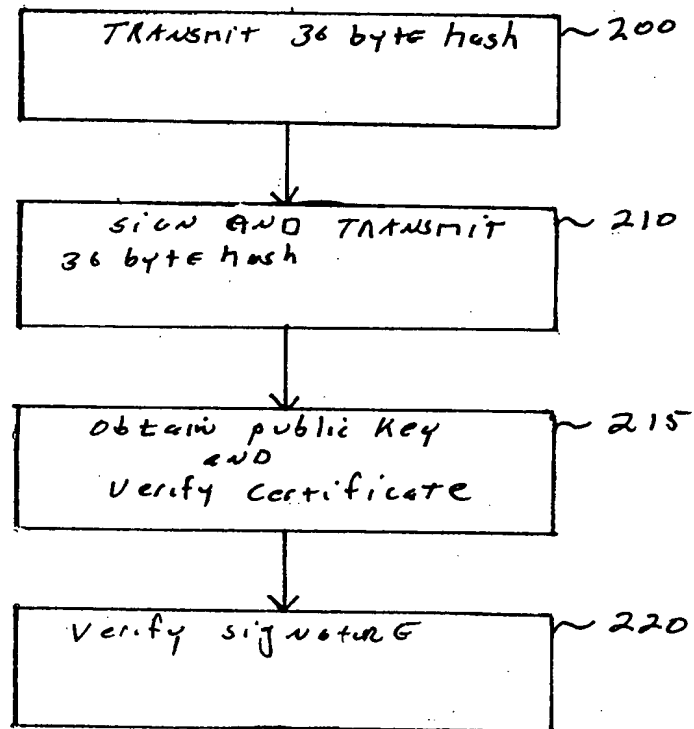 TRANSMIT 36 byte hash
200
SIGN AND TRANSMIT
36 byte hash
210
Obtain public Key
AND
Verify Certificate
215
Verify signature
220